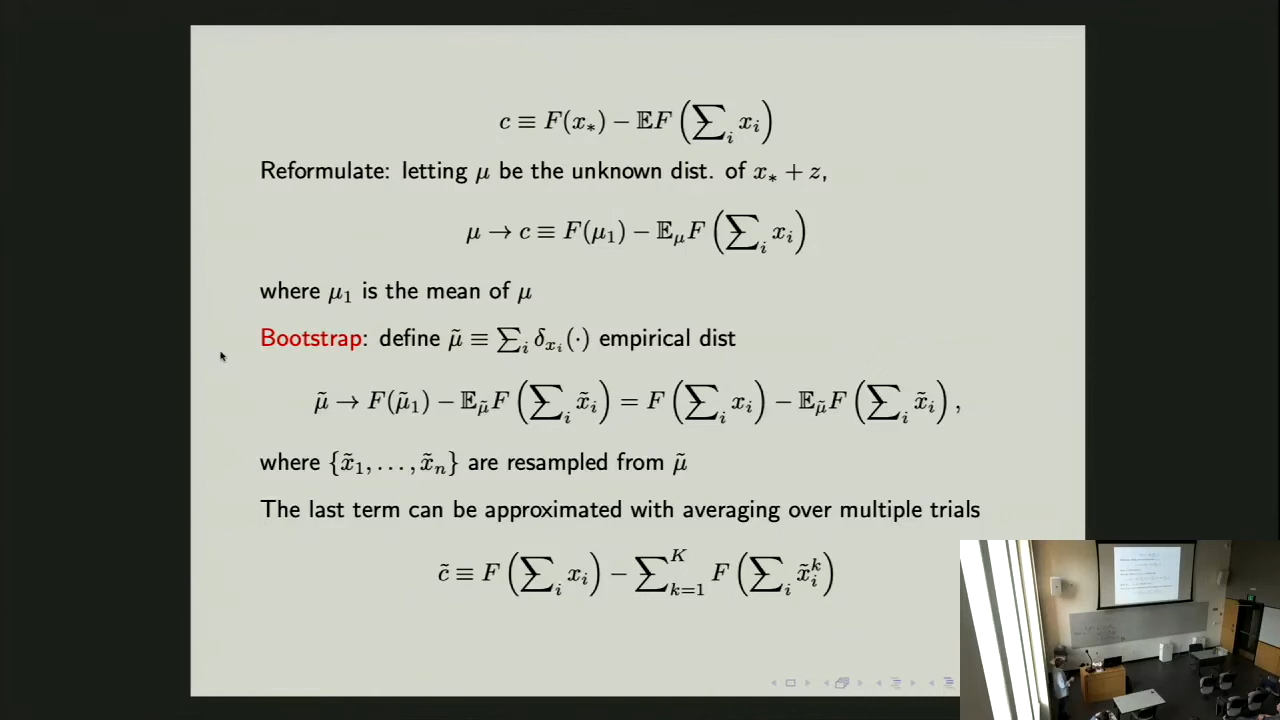 c ≡ F(x_*) − 𝔼F (∑_i x_i)
Reformulate: letting μ be the unknown dist. of x_* + z,
μ → c ≡ F(μ_1) − 𝔼_μ F (∑_i x_i)
where μ_1 is the mean of μ
Bootstrap: define μ̃ ≡ ∑_i δ_{x_i}(·) empirical dist
μ̃ → F(μ̃_1) − 𝔼_μ̃ F (∑_i x̃_i) = F (∑_i x_i) − 𝔼_μ̃ F (∑_i x̃_i) ,
where {x̃_1, . . . , x̃_n} are resampled from μ̃
The last term can be approximated with averaging over multiple trials
c̃ ≡ F (∑_i x_i) − ∑_{k=1}^K F (∑_i x̃_i^k)